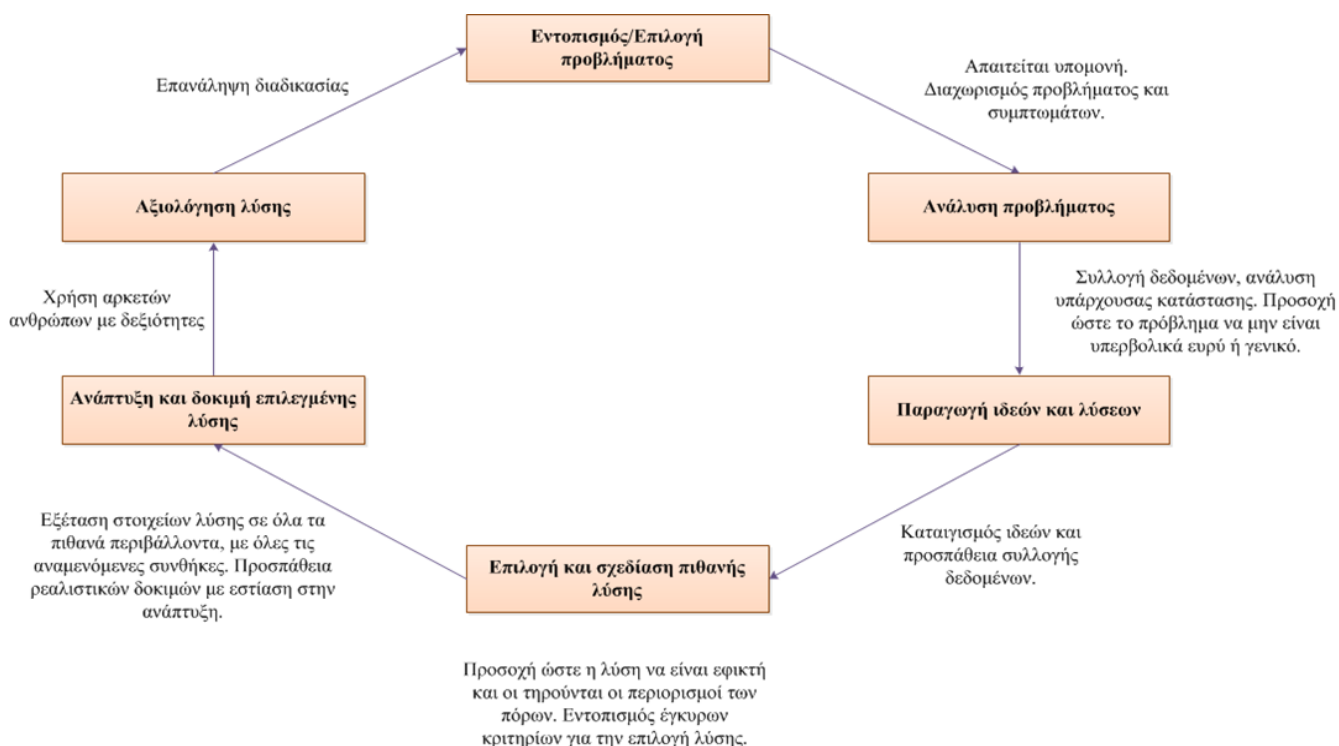 Εντοπισμός/Επιλογή
προβλήματος
Απαιτείται υπομονή.
Διαχωρισμός προβλήματος και
συμπτωμάτων.
Ανάλυση προβλήματος
Συλλογή δεδομένων, ανάλυση
υπάρχουσας κατάστασης. Προσοχή
ώστε το πρόβλημα να μην είναι
υπερβολικά ευρύ ή γενικό.
Παραγωγή ιδεών και λύσεων
Καταιγισμός ιδεών και
προσπάθεια συλλογής
δεδομένων.
Επιλογή και σχεδίαση πιθανής
λύσης
Προσοχή ώστε η λύση να είναι εφικτή
και οι τηρούνται οι περιορισμοί των
πόρων. Εντοπισμός έγκυρων
κριτηρίων για την επιλογή λύσης.
Εξέταση στοιχείων λύσης σε όλα τα
πιθανά περιβάλλοντα, με όλες τις
αναμενόμενες συνθήκες. Προσπάθεια
ρεαλιστικών δοκιμών με εστίαση στην
ανάπτυξη.
Ανάπτυξη και δοκιμή επιλεγμένης
λύσης
Χρήση αρκετών
ανθρώπων με δεξιότητες
Αξιολόγηση λύσης
Επανάληψη διαδικασίας